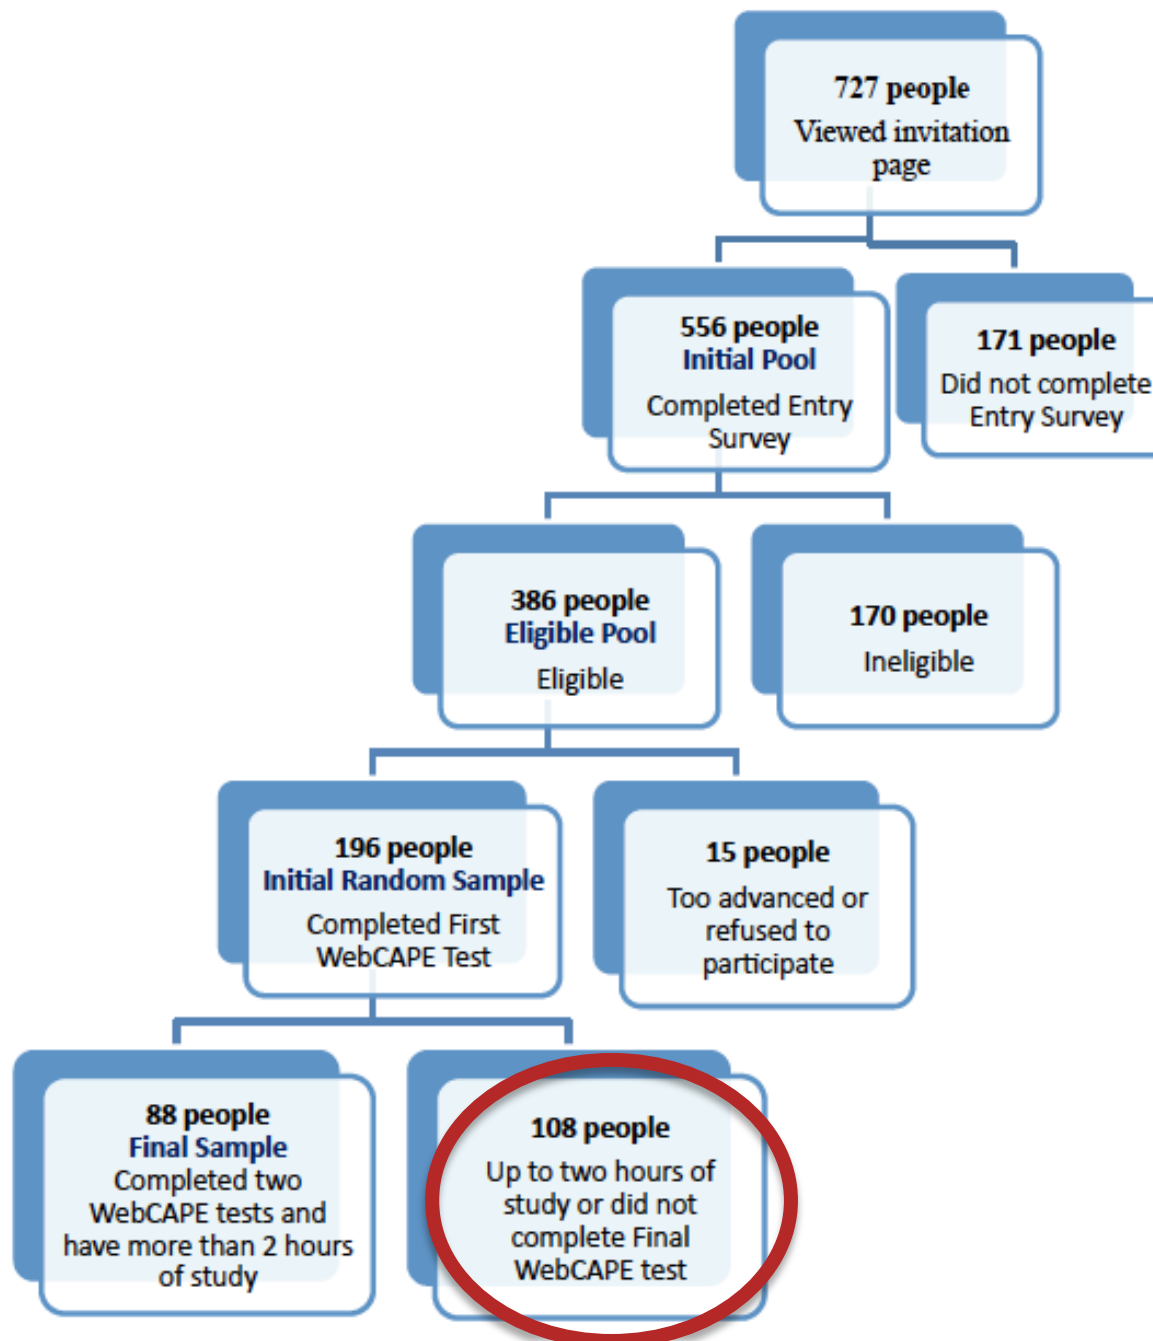 727 people
Viewed invitation
page
556 people
Initial Pool
Completed Entry
Survey
171 people
Did not complete
Entry Survey
386 people
Eligible Pool
Eligible
170 people
Ineligible
196 people
Initial Random Sample
Completed First
WebCAPE Test
15 people
Too advanced or
refused to
participate
88 people
Final Sample
Completed two
WebCAPE tests and
have more than 2 hours
of study
108 people
Up to two hours of
study or did not
complete Final
WebCAPE test